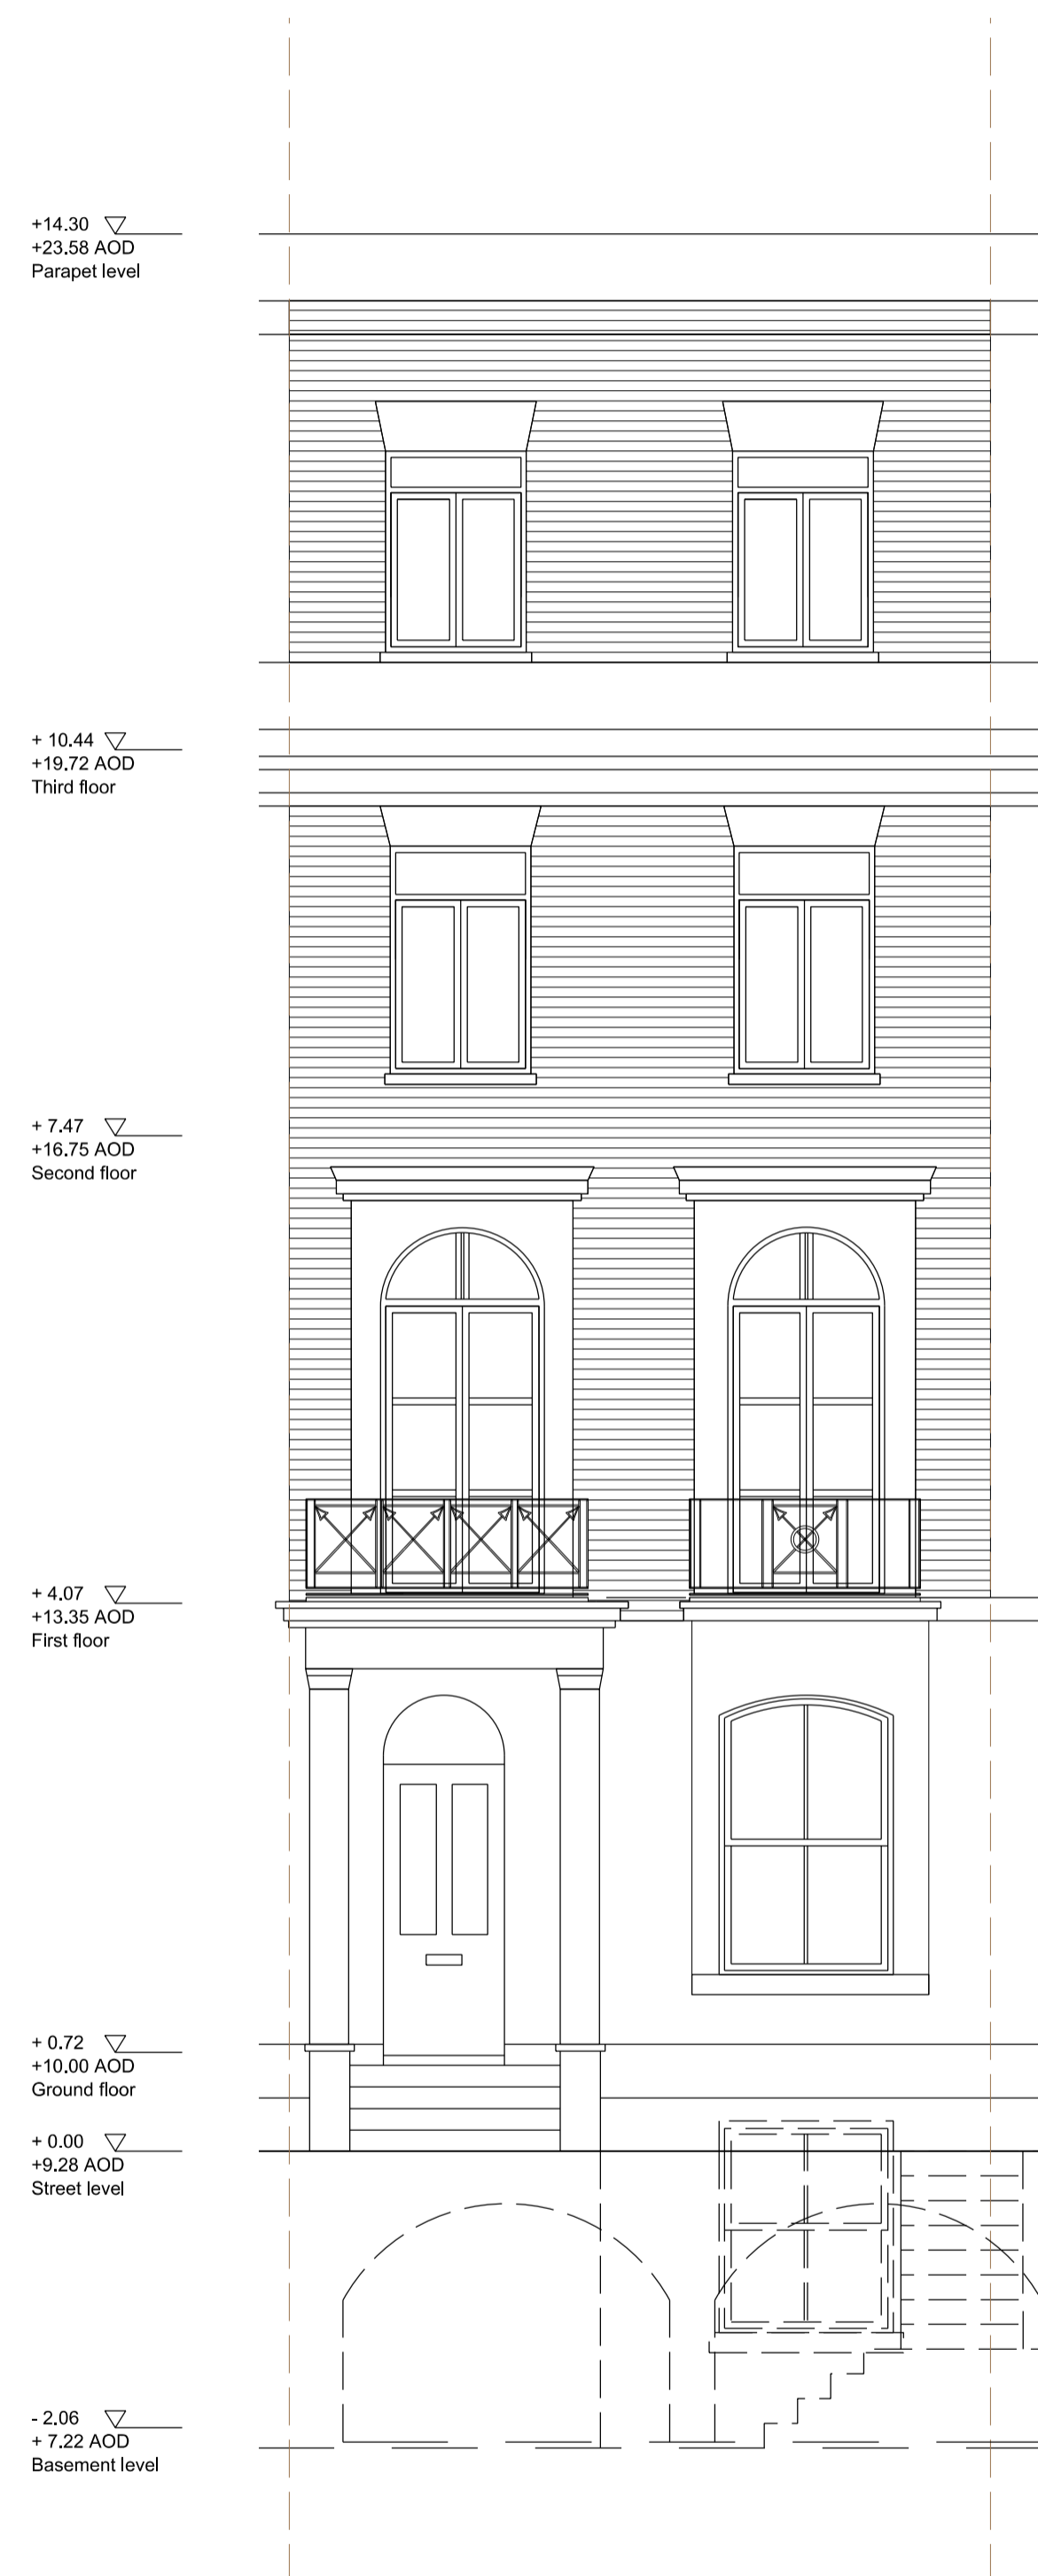 +14.30
+23.58 AOD
Parapet level
+ 10.44
+19.72 AOD
Third floor
+ 7.47
+16.75 AOD
Second floor
+ 4.07
+13.35 AOD
First floor
+ 0.72
+10.00 AOD
Ground floor
+ 0.00
+9.28 AOD
Street level
- 2.06
+ 7.22 AOD
Basement level